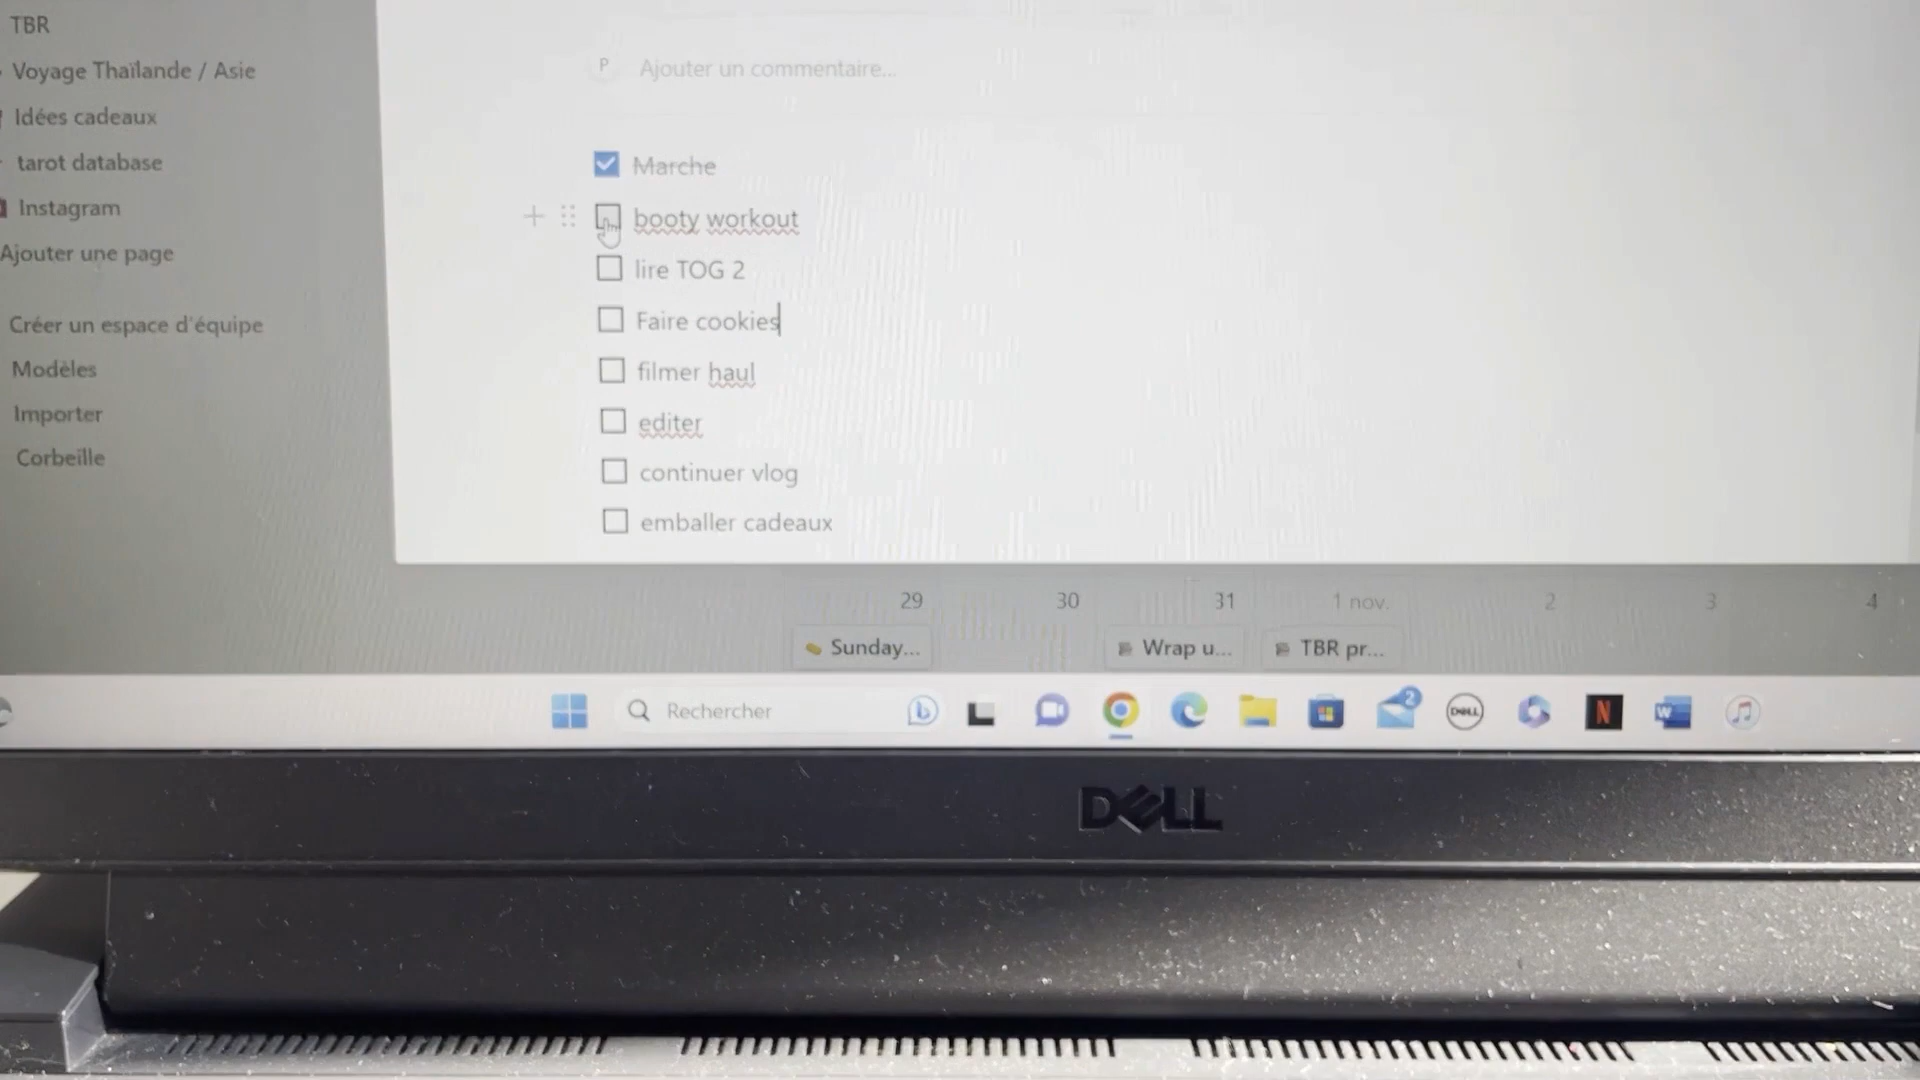 TBR
Voyage Thaïlande / Asie
Idées cadeaux
tarot database
Instagram
Ajouter une page
Créer un espace d'équipe
Modèles
Importer
Corbeille
P Ajouter un commentaire...
Marche
booty workout
lire TOG 2
Faire cookies
filmer haul
editer
continuer vlog
emballer cadeaux
29 30 31 1 nov. 2 3 4
Sunday... Wrap u... TBR pr...
Rechercher
2
DELL
N
W
DELL